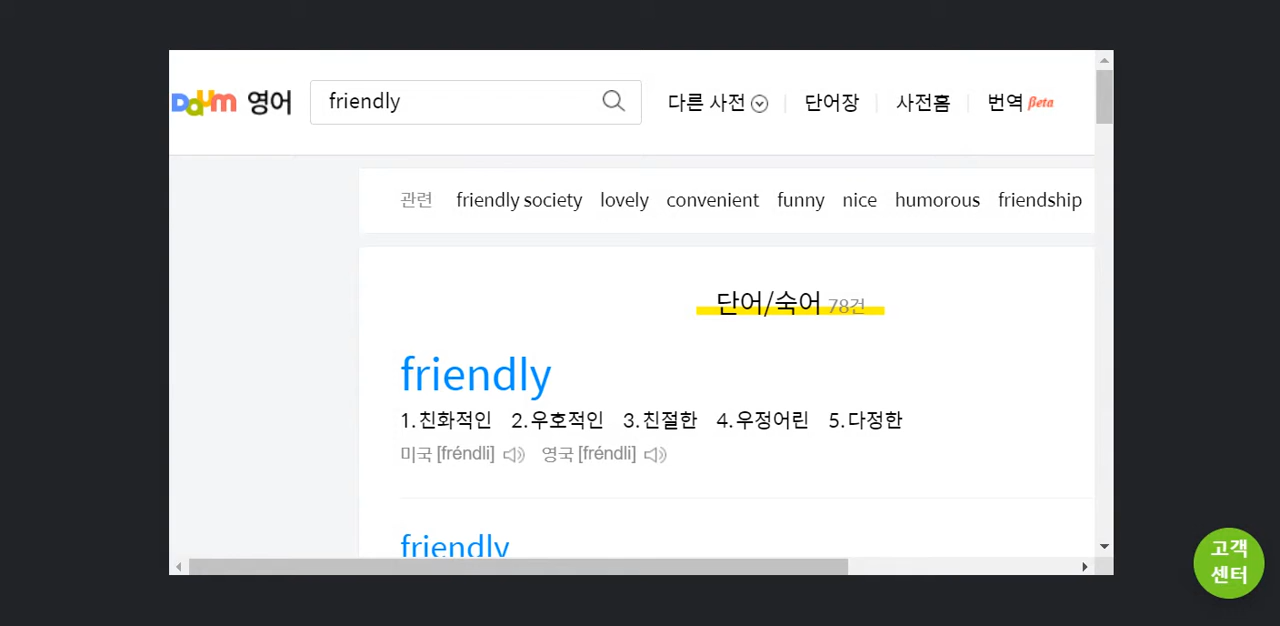 Daum 영어 friendly 다른 사전 단어장 사전홈 번역 Beta
관련 friendly society lovely convenient funny nice humorous friendship
단어/숙어 78건
friendly
1.친화적인 2.우호적인 3.친절한 4.우정어린 5.다정한
미국 [fréndli] 영국 [fréndli]
friendly
고객
센터